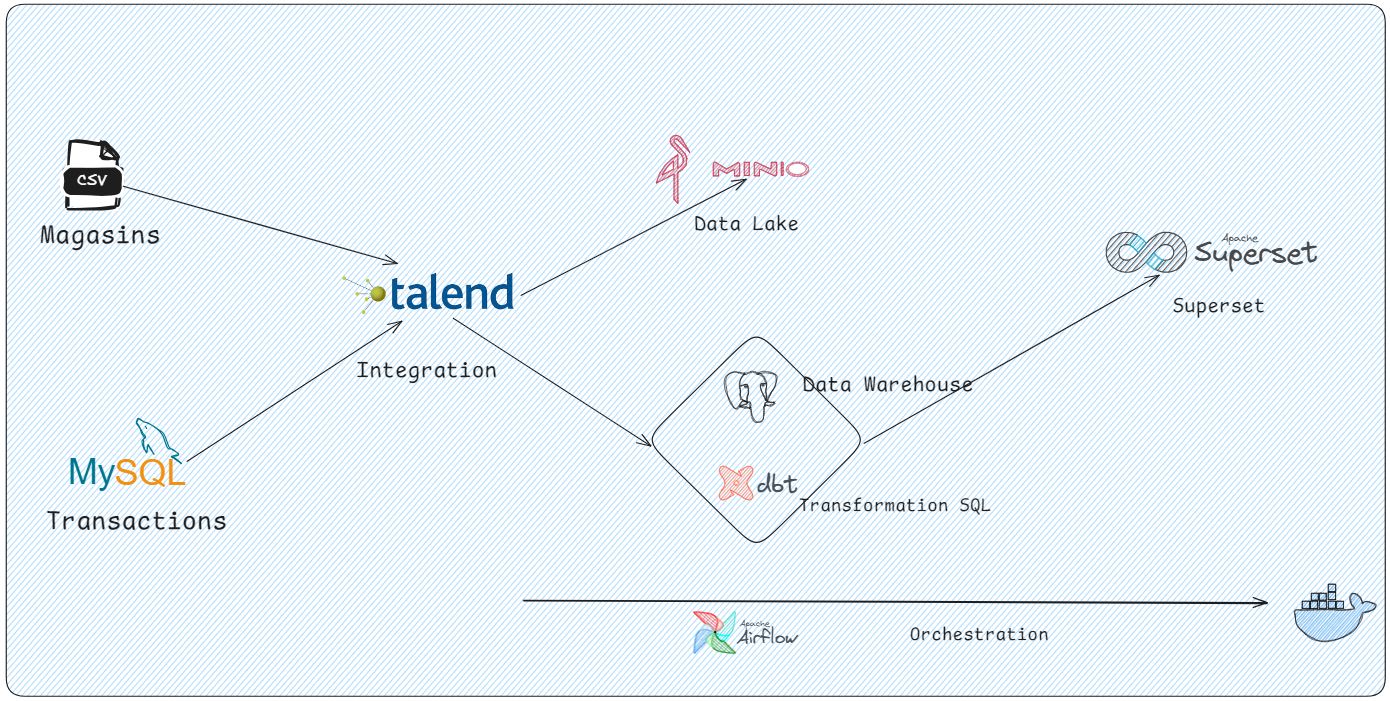 CSV
Magasins
MySQL
Transactions
talend
Integration
MINIO
Data Lake
Data Warehouse
dbt
Transformation SQL
Apache
Superset
Superset
Apache
Airflow
Orchestration